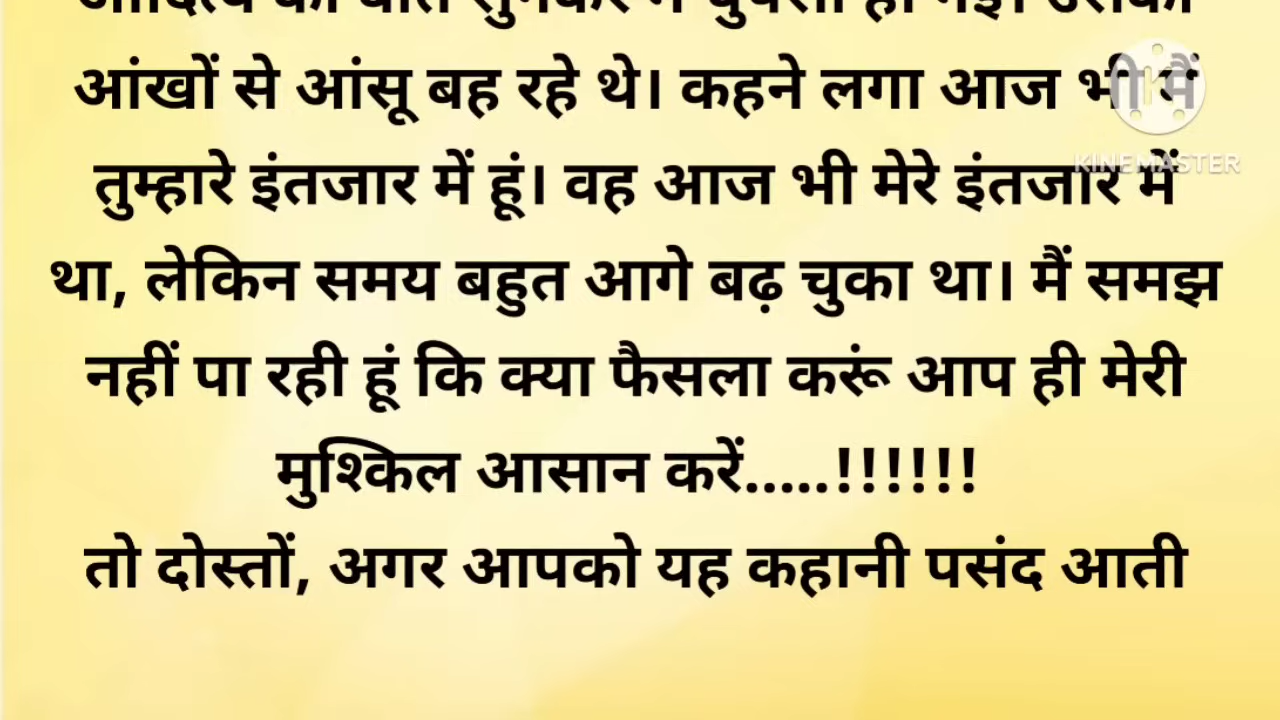 आंखों से आंसू बह रहे थे। कहने लगा आज भी मैं
तुम्हारे इंतजार में हूं। वह आज भी मेरे इंतजार में
था, लेकिन समय बहुत आगे बढ़ चुका था। मैं समझ
नहीं पा रही हूं कि क्या फैसला करूं आप ही मेरी
मुश्किल आसान करें.....!!!!!!
तो दोस्तों, अगर आपको यह कहानी पसंद आती
KINEMASTER